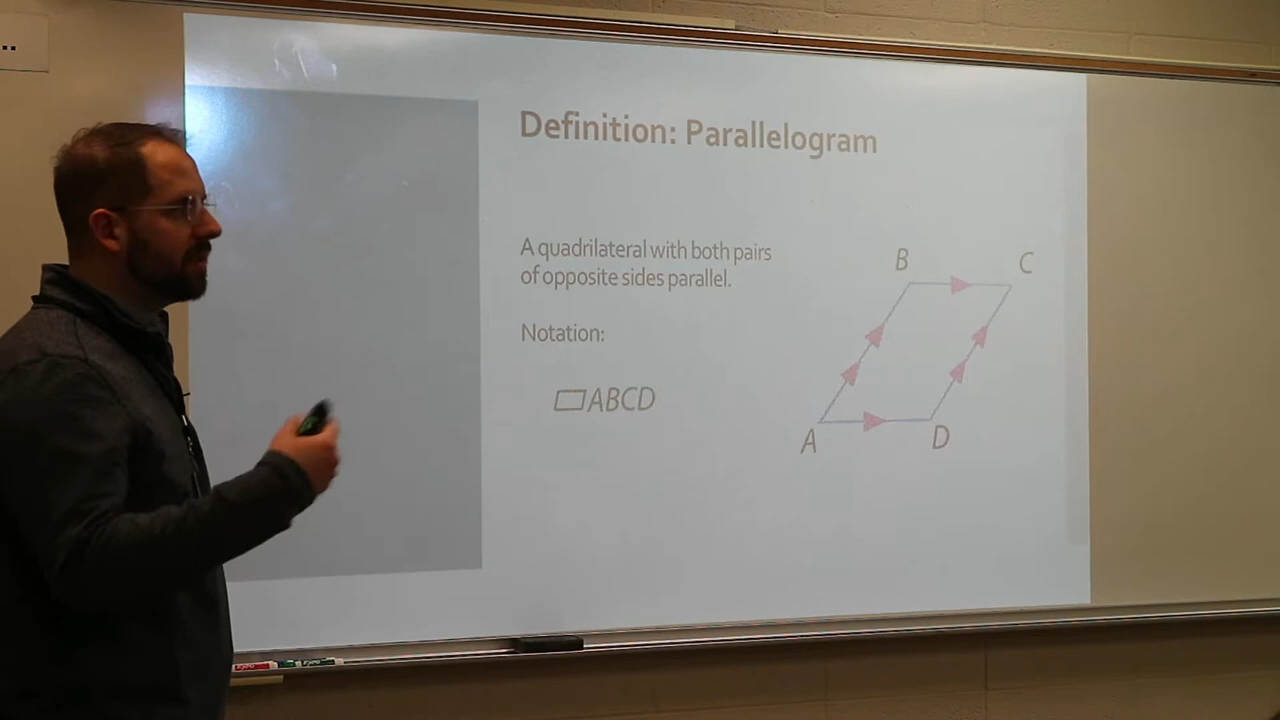 Definition: Parallelogram
A quadrilateral with both pairs
of opposite sides parallel.
Notation:
▱ABCD
B
C
A
D